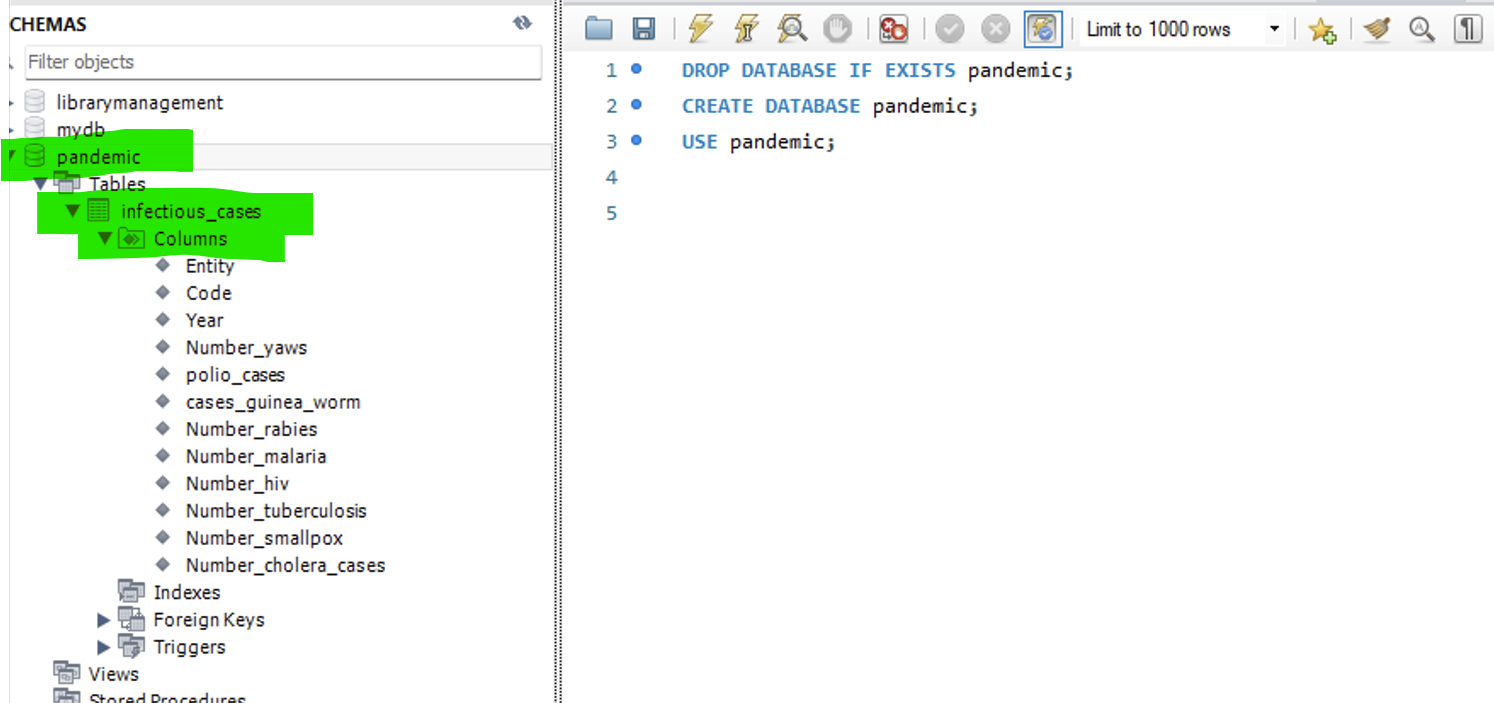 CHEMAS
Filter objects
librarymanagement
mydb
pandemic
Tables
infectious_cases
Columns
Entity
Code
Year
Number_yaws
polio_cases
cases_guinea_worm
Number_rabies
Number_malaria
Number_hiv
Number_tuberculosis
Number_smallpox
Number_cholera_cases
Indexes
Foreign Keys
Triggers
Views
Stored Procedures
Limit to 1000 rows
1 DROP DATABASE IF EXISTS pandemic;
2 CREATE DATABASE pandemic;
3 USE pandemic;
4
5